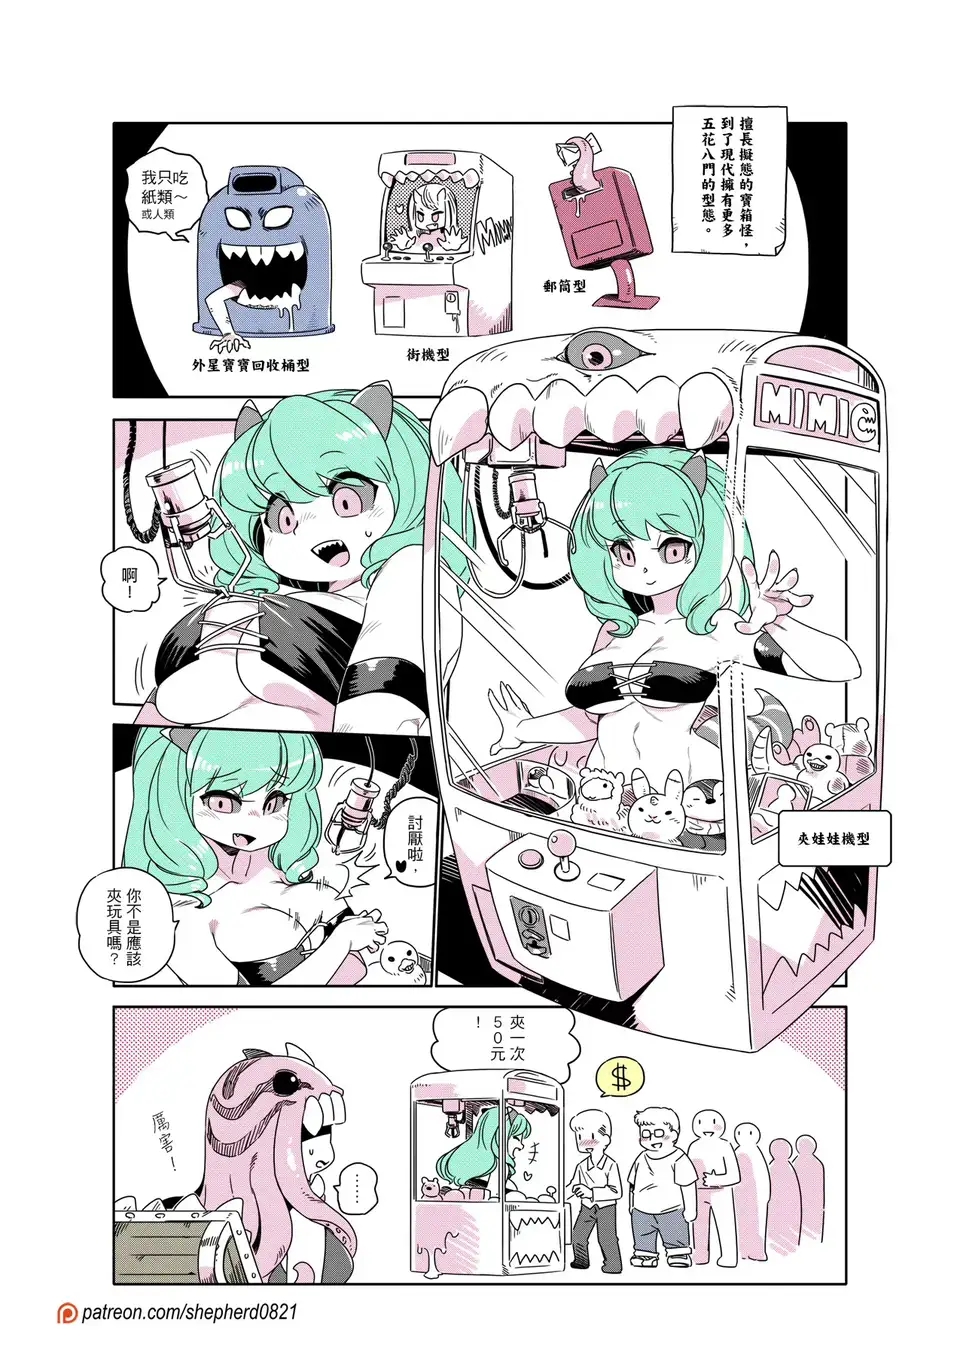 擅長擬態的寶箱怪，
到了現代擁有更多
五花八門的型態。
我只吃
紙類～
或人類
外星寶寶回收桶型
街機型
郵筒型
MIMIC
MIMIC
啊！
夾娃娃機型
討厭啦，
你不是應該
夾玩具嗎？
厲害！
……
夾一次
50元
！
$
patreon.com/shepherd0821